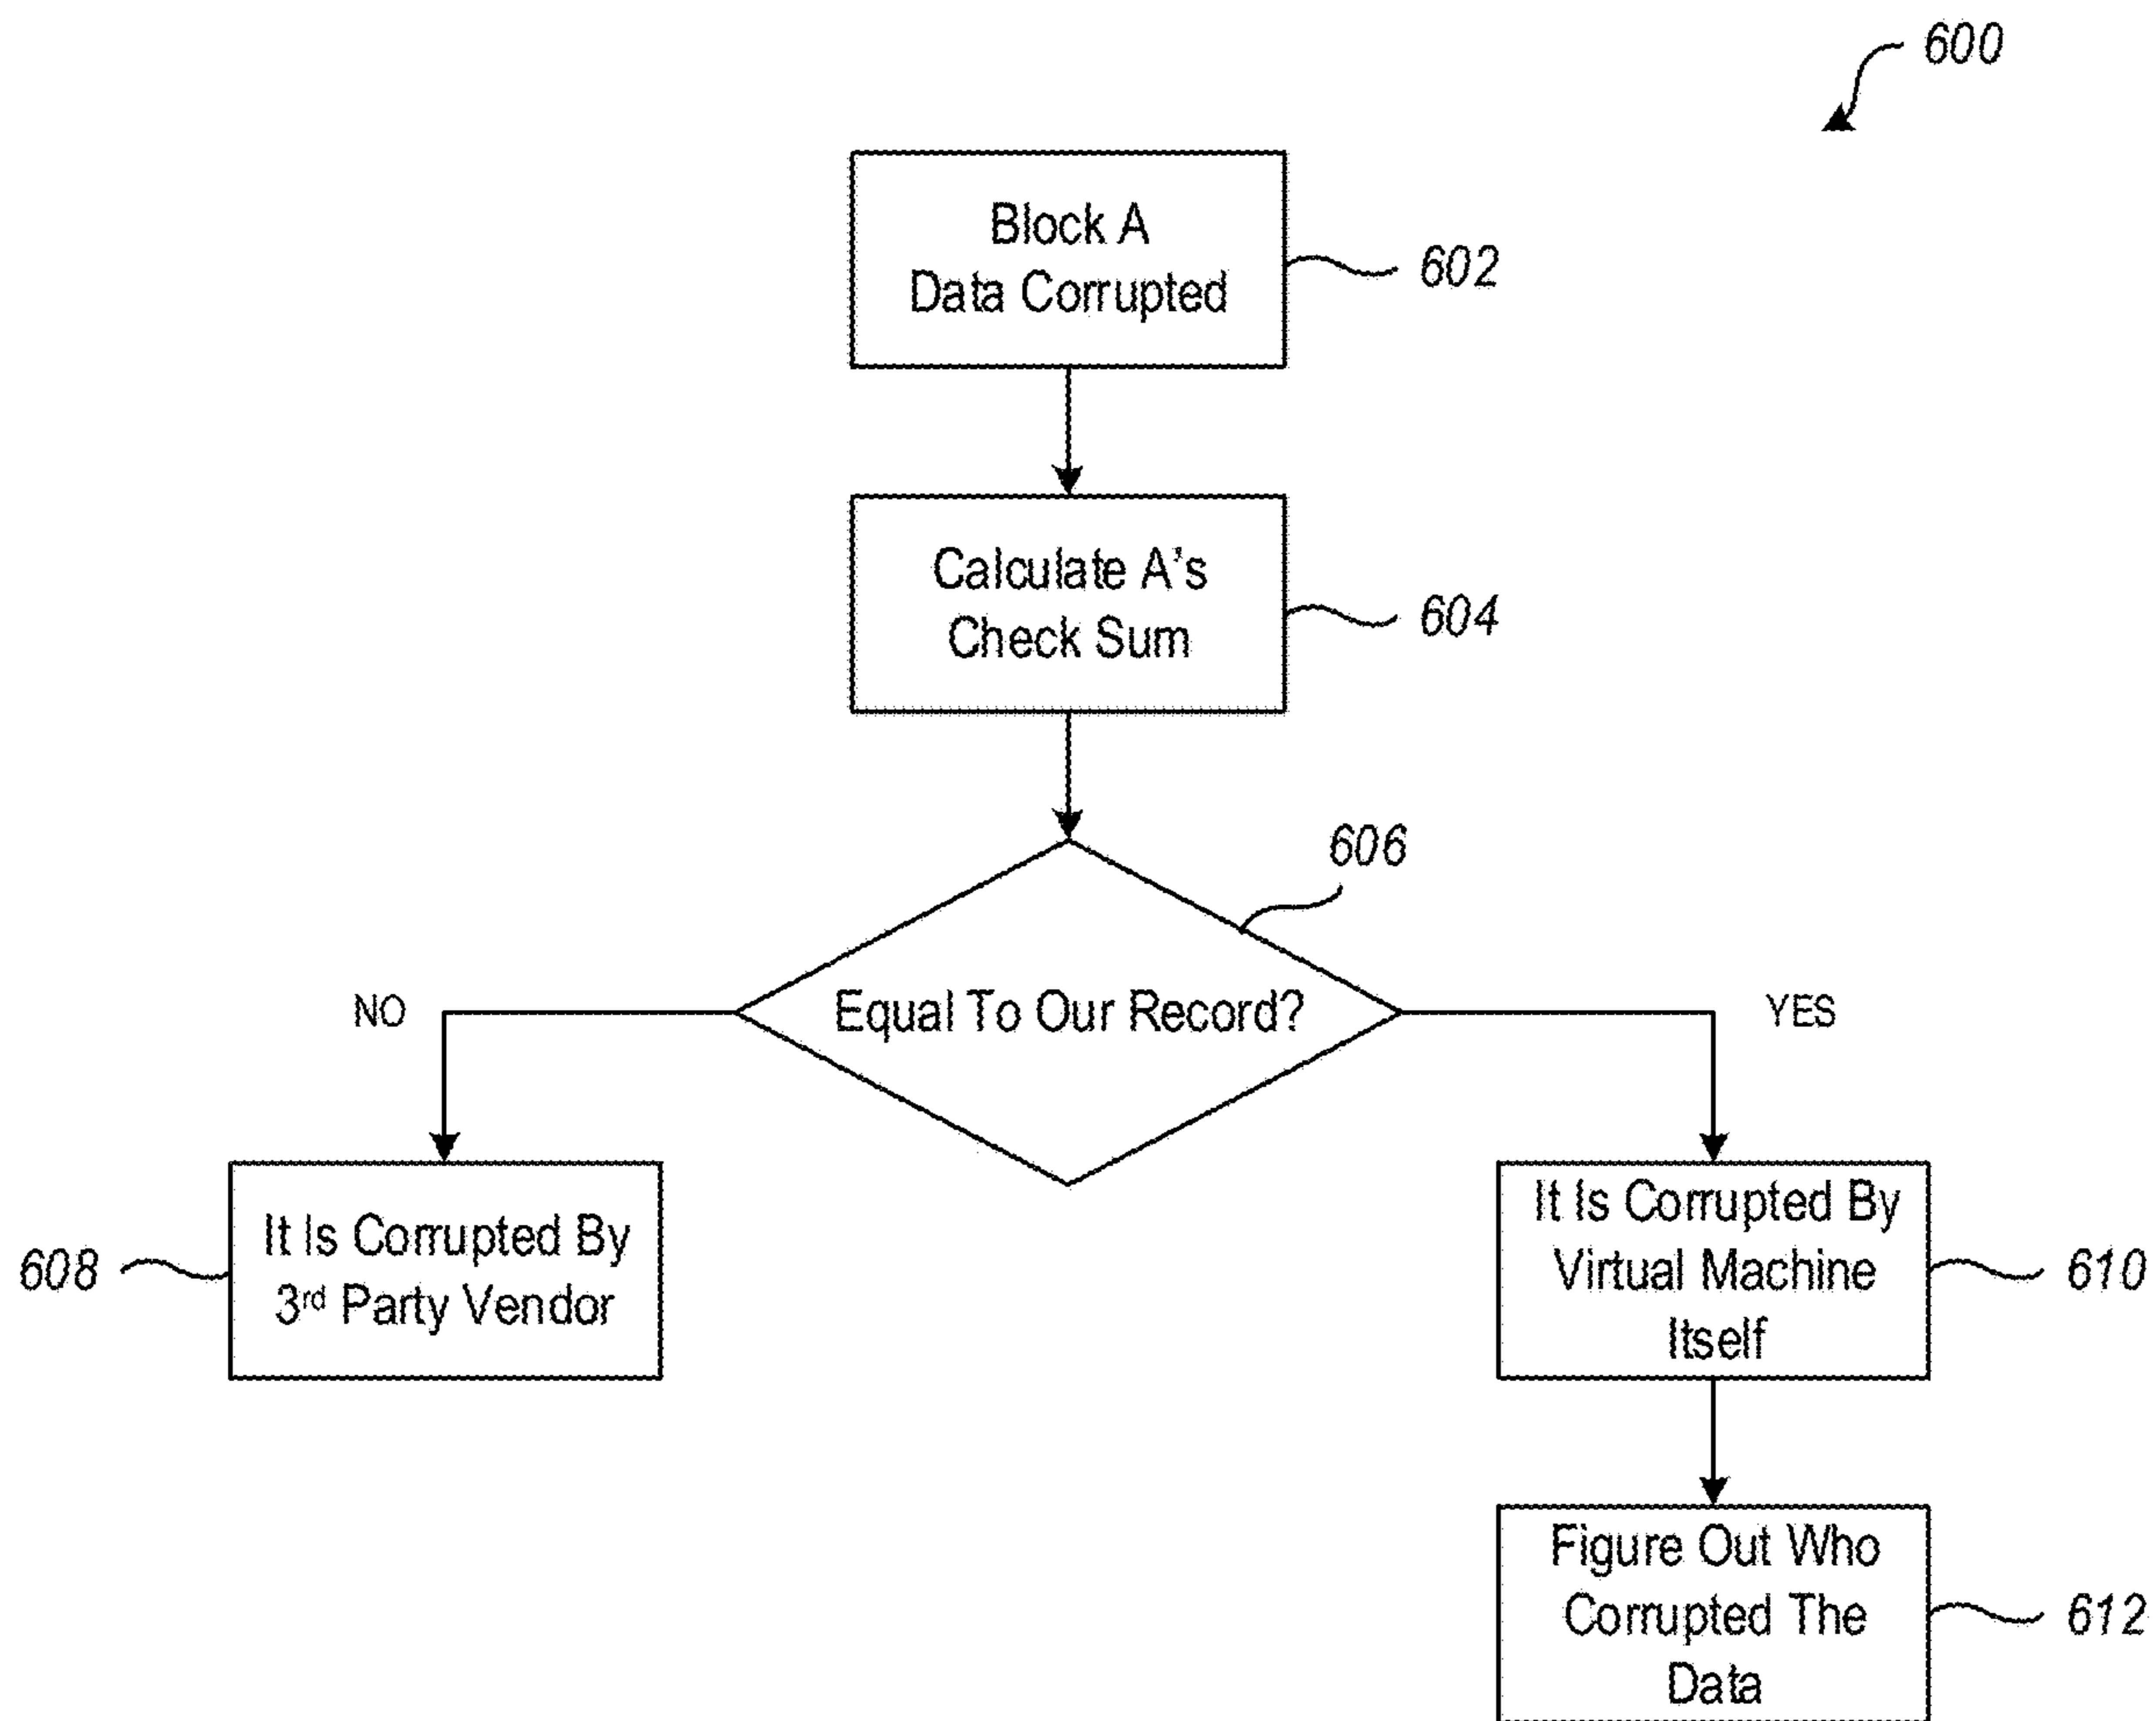 600
Block A
Data Corrupted
602
Calculate A's
Check Sum
604
606
Equal To Our Record?
NO
YES
It Is Corrupted By
3rd Party Vendor
608
It Is Corrupted By
Virtual Machine
Itself
610
Figure Out Who
Corrupted The
Data
612